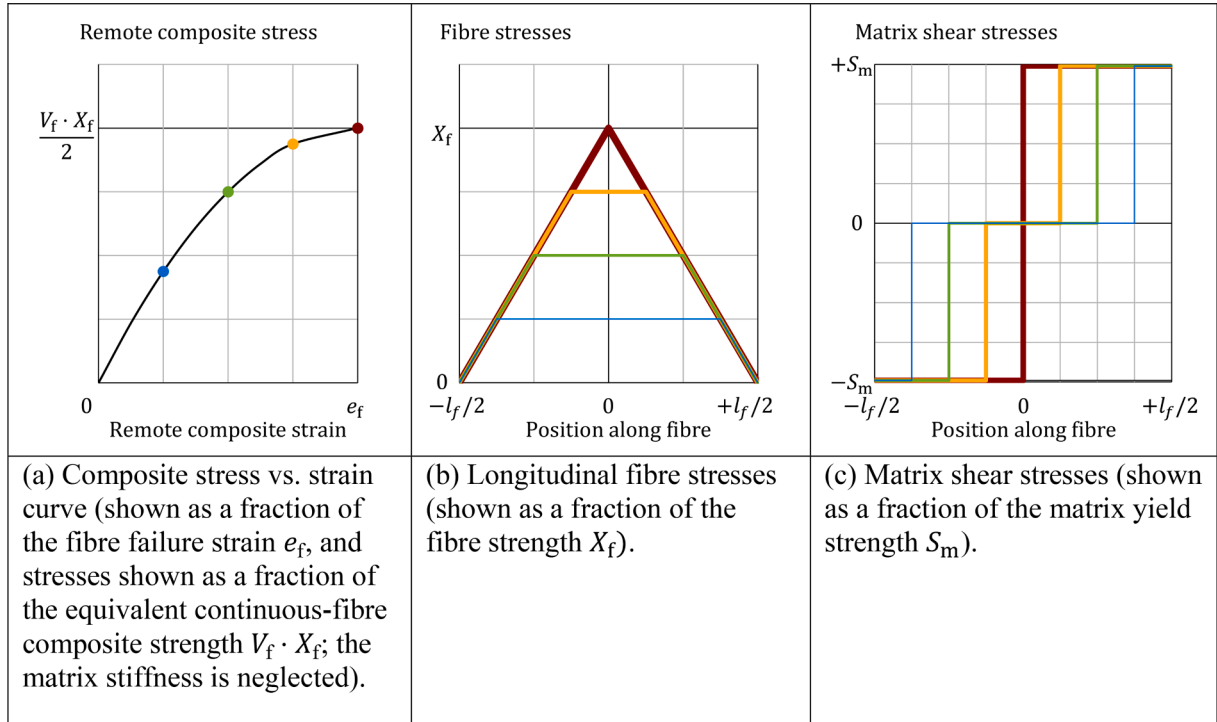 Remote composite stress
V_f · X_f
2
0
e_f
Remote composite strain
Fibre stresses
X_f
0
−l_f/2
0
+l_f/2
Position along fibre
Matrix shear stresses
+S_m
0
−S_m
−l_f/2
0
+l_f/2
Position along fibre
(a) Composite stress vs. strain
curve (shown as a fraction of
the fibre failure strain e_f, and
stresses shown as a fraction of
the equivalent continuous-fibre
composite strength V_f · X_f; the
matrix stiffness is neglected).
(b) Longitudinal fibre stresses
(shown as a fraction of the
fibre strength X_f).
(c) Matrix shear stresses (shown
as a fraction of the matrix yield
strength S_m).